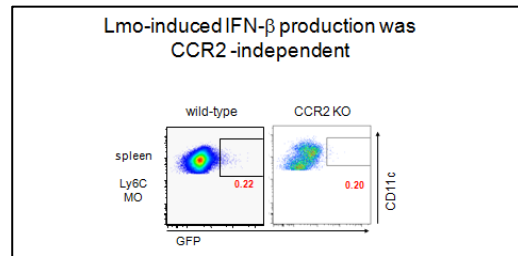 Lmo-induced IFN-β production was
CCR2 -independent
wild-type
CCR2 KO
spleen
Ly6C
MO
0.22
0.20
CD11c
GFP